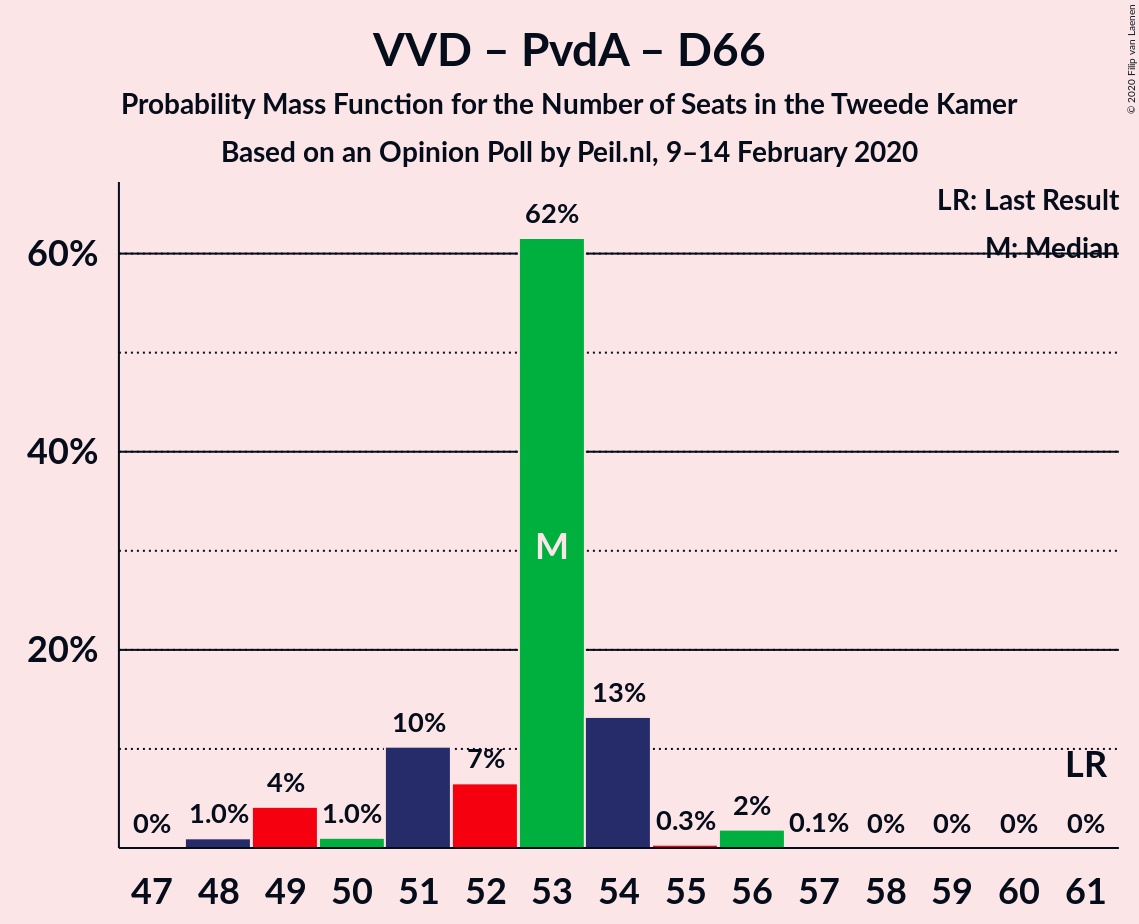 VVD – PvdA – D66
Probability Mass Function for the Number of Seats in the Tweede Kamer
Based on an Opinion Poll by Peil.nl, 9–14 February 2020
© 2020 Filip van Laenen
LR: Last Result
M: Median
60%
40%
20%
0%
1.0%
4%
1.0%
10%
7%
62%
M
13%
0.3%
2%
0.1%
0%
0%
0%
0%
LR
47 48 49 50 51 52 53 54 55 56 57 58 59 60 61